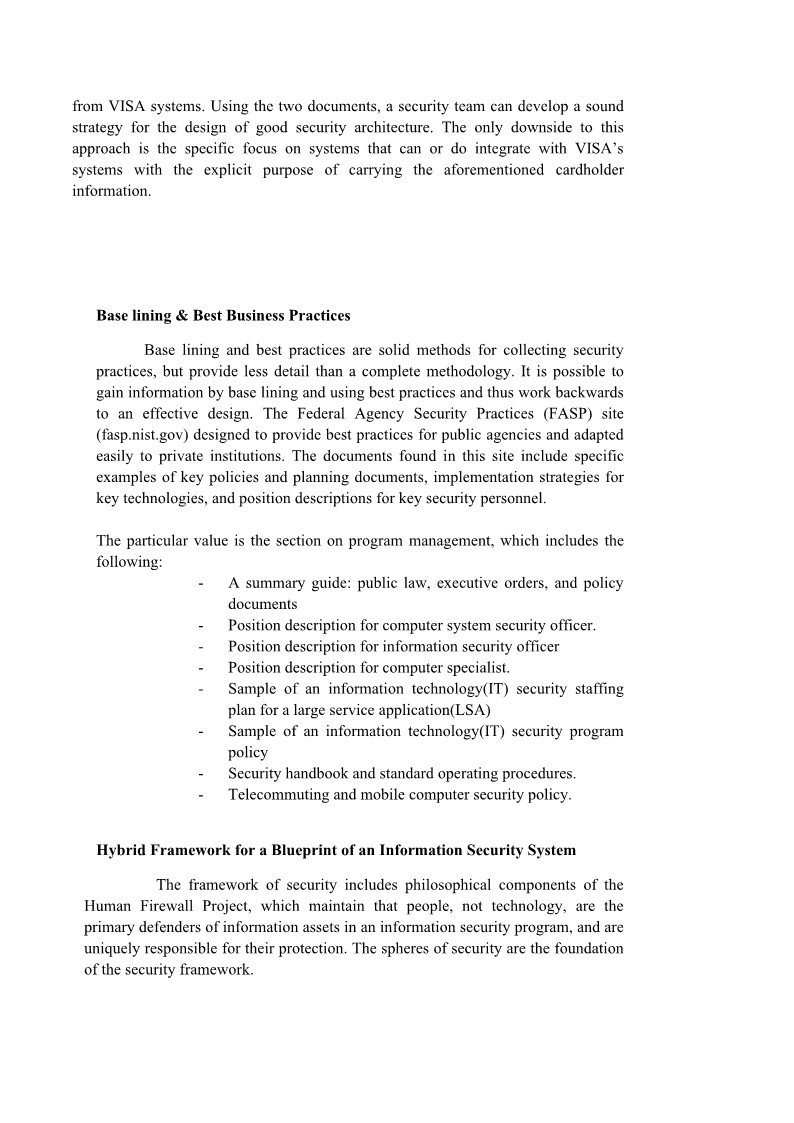 from VISA systems. Using the two documents, a security team can develop a sound
strategy for the design of good security architecture. The only downside to this
approach is the specific focus on systems that can or do integrate with VISA’s
systems with the explicit purpose of carrying the aforementioned cardholder
information.
Base lining & Best Business Practices
Base lining and best practices are solid methods for collecting security
practices, but provide less detail than a complete methodology. It is possible to
gain information by base lining and using best practices and thus work backwards
to an effective design. The Federal Agency Security Practices (FASP) site
(fasp.nist.gov) designed to provide best practices for public agencies and adapted
easily to private institutions. The documents found in this site include specific
examples of key policies and planning documents, implementation strategies for
key technologies, and position descriptions for key security personnel.
The particular value is the section on program management, which includes the
following:
- A summary guide: public law, executive orders, and policy
documents
- Position description for computer system security officer.
- Position description for information security officer
- Position description for computer specialist.
- Sample of an information technology(IT) security staffing
plan for a large service application(LSA)
- Sample of an information technology(IT) security program
policy
- Security handbook and standard operating procedures.
- Telecommuting and mobile computer security policy.
Hybrid Framework for a Blueprint of an Information Security System
The framework of security includes philosophical components of the
Human Firewall Project, which maintain that people, not technology, are the
primary defenders of information assets in an information security program, and are
uniquely responsible for their protection. The spheres of security are the foundation
of the security framework.